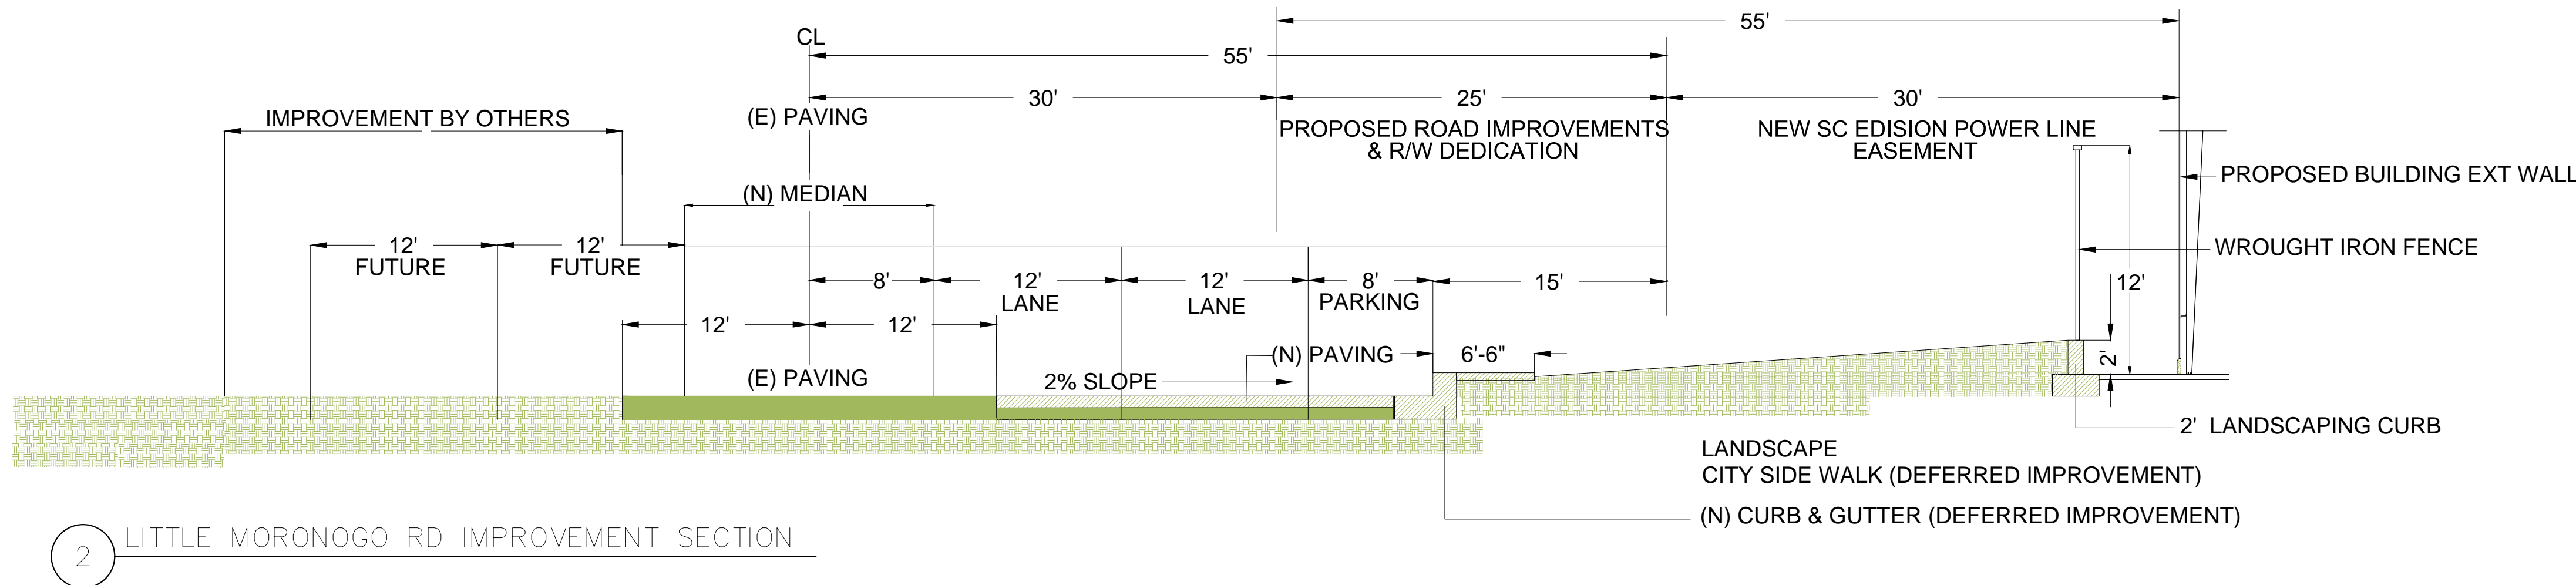 55'
CL
55'
30'
25'
30'
IMPROVEMENT BY OTHERS
(E) PAVING
PROPOSED ROAD IMPROVEMENTS
& R/W DEDICATION
NEW SC EDISION POWER LINE
EASEMENT
PROPOSED BUILDING EXT WALL
(N) MEDIAN
12'
FUTURE
12'
FUTURE
WROUGHT IRON FENCE
8'
12'
LANE
12'
LANE
8'
PARKING
15'
12'
12'
12'
(N) PAVING
6'-6"
2'
(E) PAVING
2% SLOPE
2' LANDSCAPING CURB
LANDSCAPE
CITY SIDE WALK (DEFERRED IMPROVEMENT)
(N) CURB & GUTTER (DEFERRED IMPROVEMENT)
2
LITTLE MORONOGO RD IMPROVEMENT SECTION